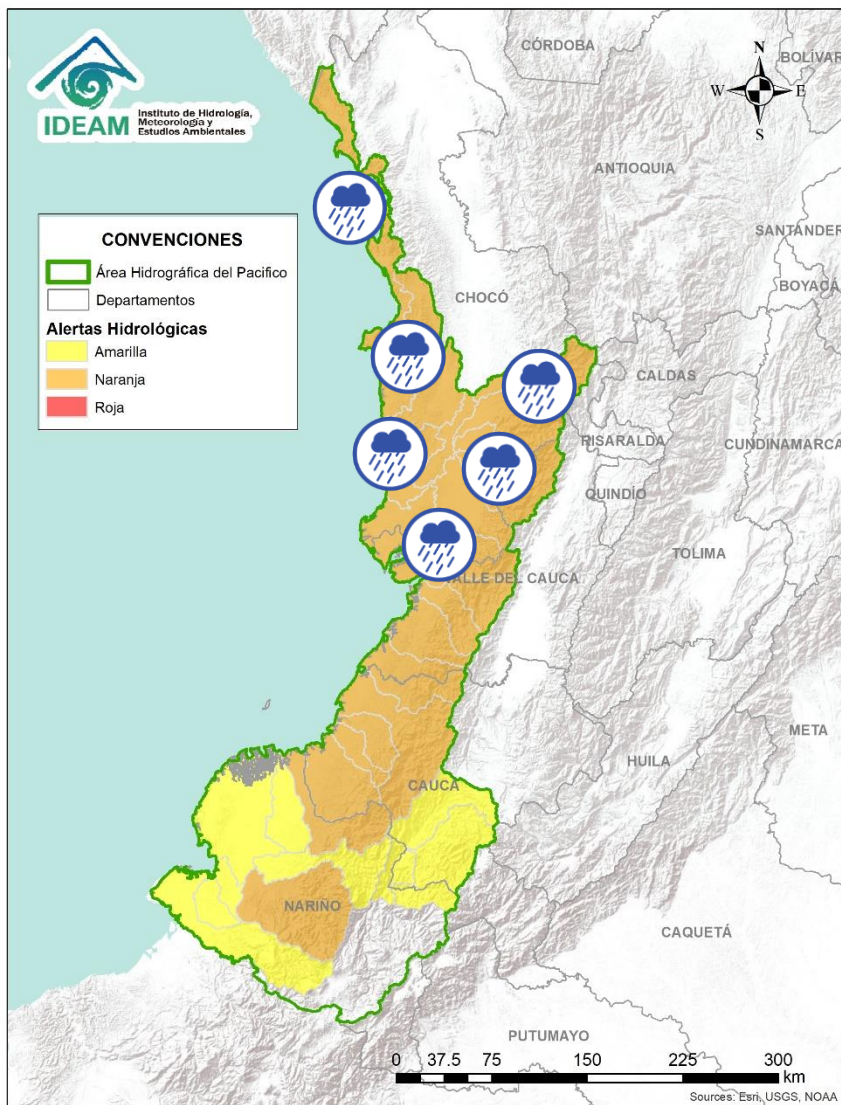 IDEAM
Instituto de Hidrología,
Meteorología y
Estudios Ambientales
N
W
E
S
CONVENCIONES
Área Hidrográfica del Pacifico
Departamentos
Alertas Hidrológicas
Amarilla
Naranja
Roja
CÓRDOBA
BOLÍVAR
ANTIOQUIA
SANTANDER
BOYACÁ
CHOCÓ
CALDAS
RISARALDA
CUNDINAMARCA
QUINDÍO
TOLIMA
VALLE DEL CAUCA
META
HUILA
CAUCA
NARIÑO
CAQUETÁ
PUTUMAYO
0 37.5 75 150 225 300
km
Sources: Esri, USGS, NOAA